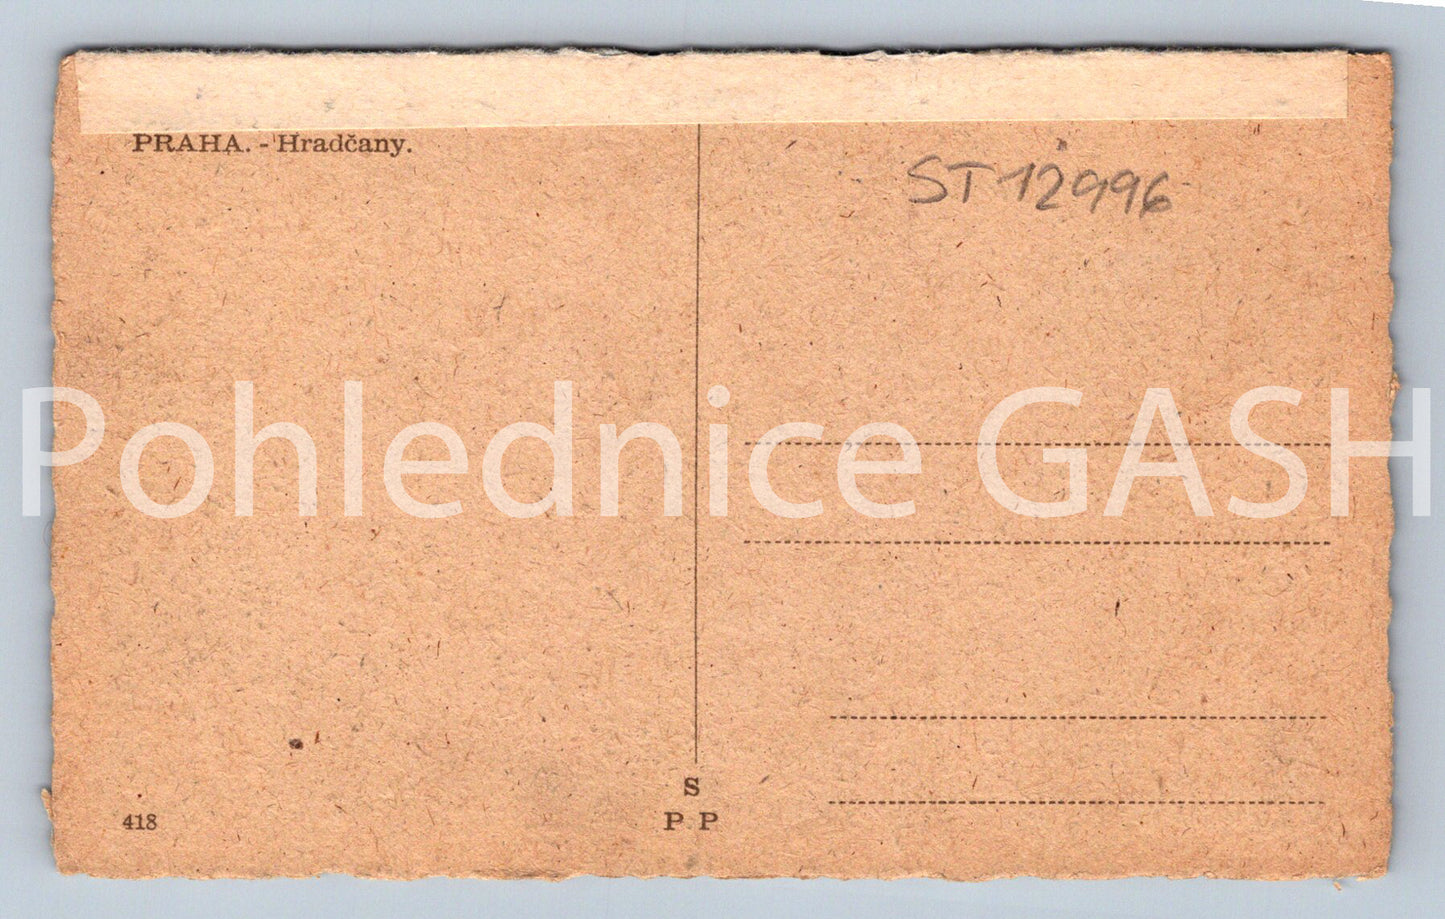 PRAHA. - Hradčany.
ST 12996
Pohlednice GASH
S
P P
418